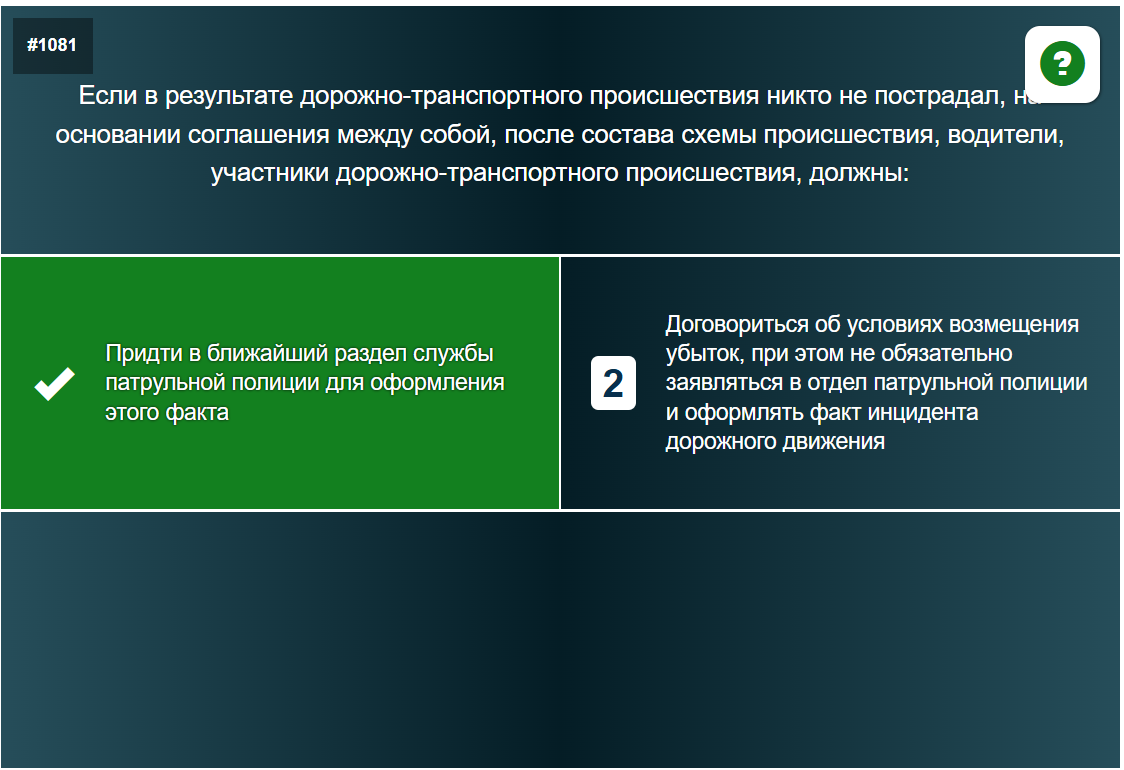 #1081
?
Если в результате дорожно-транспортного происшествия никто не пострадал,
основании соглашения между собой, после состава схемы происшествия, водители,
участники дорожно-транспортного происшествия, должны:
Придти в ближайший раздел службы
патрульной полиции для оформления
этого факта
2
Договориться об условиях возмещения
убыток, при этом не обязательно
заявляться в отдел патрульной полиции
и оформлять факт инцидента
дорожного движения